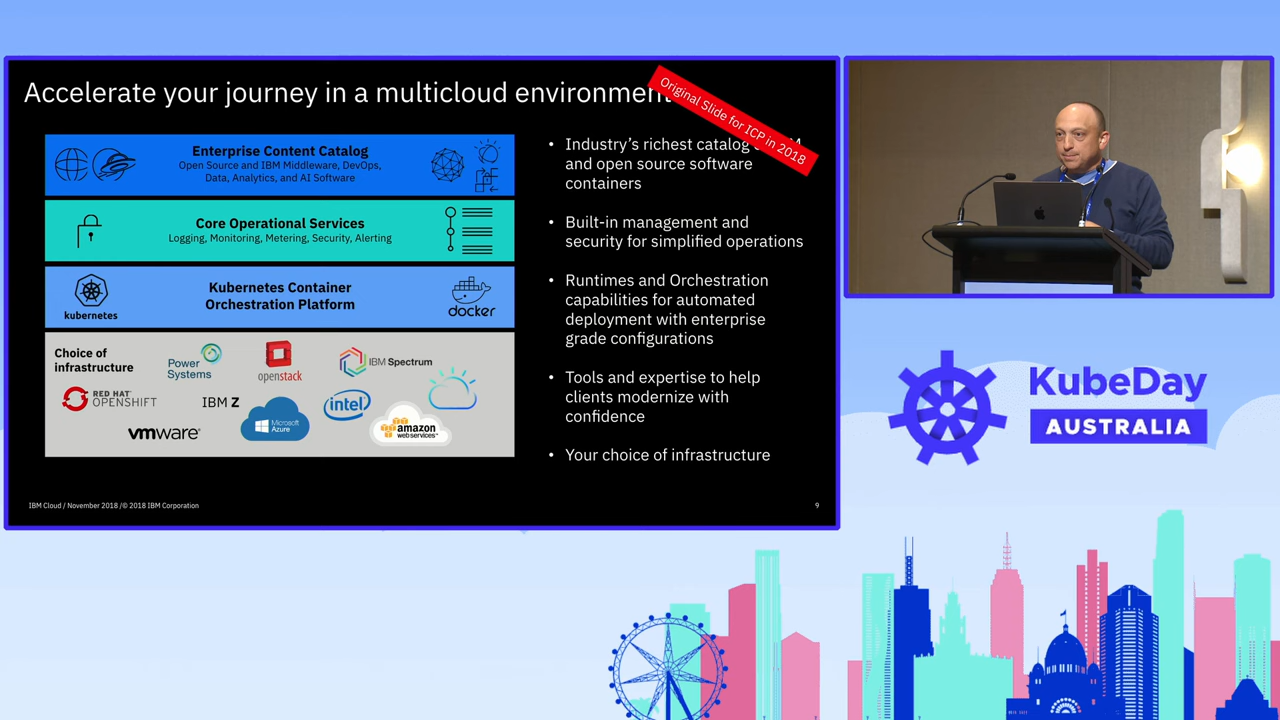 Accelerate your journey in a multicloud environment
Original Slide for ICP in 2018
Enterprise Content Catalog
Open Source and IBM Middleware, DevOps,
Data, Analytics, and AI Software
Core Operational Services
Logging, Monitoring, Metering, Security, Alerting
Kubernetes Container
Orchestration Platform
kubernetes
docker
Choice of
infrastructure
Power
Systems
openstack
IBM Spectrum
RED HAT
OPENSHIFT
IBM Z
intel
vmware
Microsoft
Azure
amazon
web services
• Industry's richest catalog
and open source software
containers
• Built-in management and
security for simplified operations
• Runtimes and Orchestration
capabilities for automated
deployment with enterprise
grade configurations
• Tools and expertise to help
clients modernize with
confidence
• Your choice of infrastructure
IBM Cloud / November 2018 /© 2018 IBM Corporation
9
KubeDay
AUSTRALIA